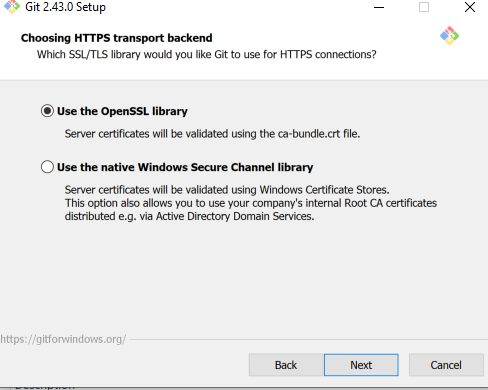 Git 2.43.0 Setup
Choosing HTTPS transport backend
Which SSL/TLS library would you like Git to use for HTTPS connections?
Use the OpenSSL library
Server certificates will be validated using the ca-bundle.crt file.
Use the native Windows Secure Channel library
Server certificates will be validated using Windows Certificate Stores.
This option also allows you to use your company's internal Root CA certificates
distributed e.g. via Active Directory Domain Services.
https://gitforwindows.org/
Back Next Cancel